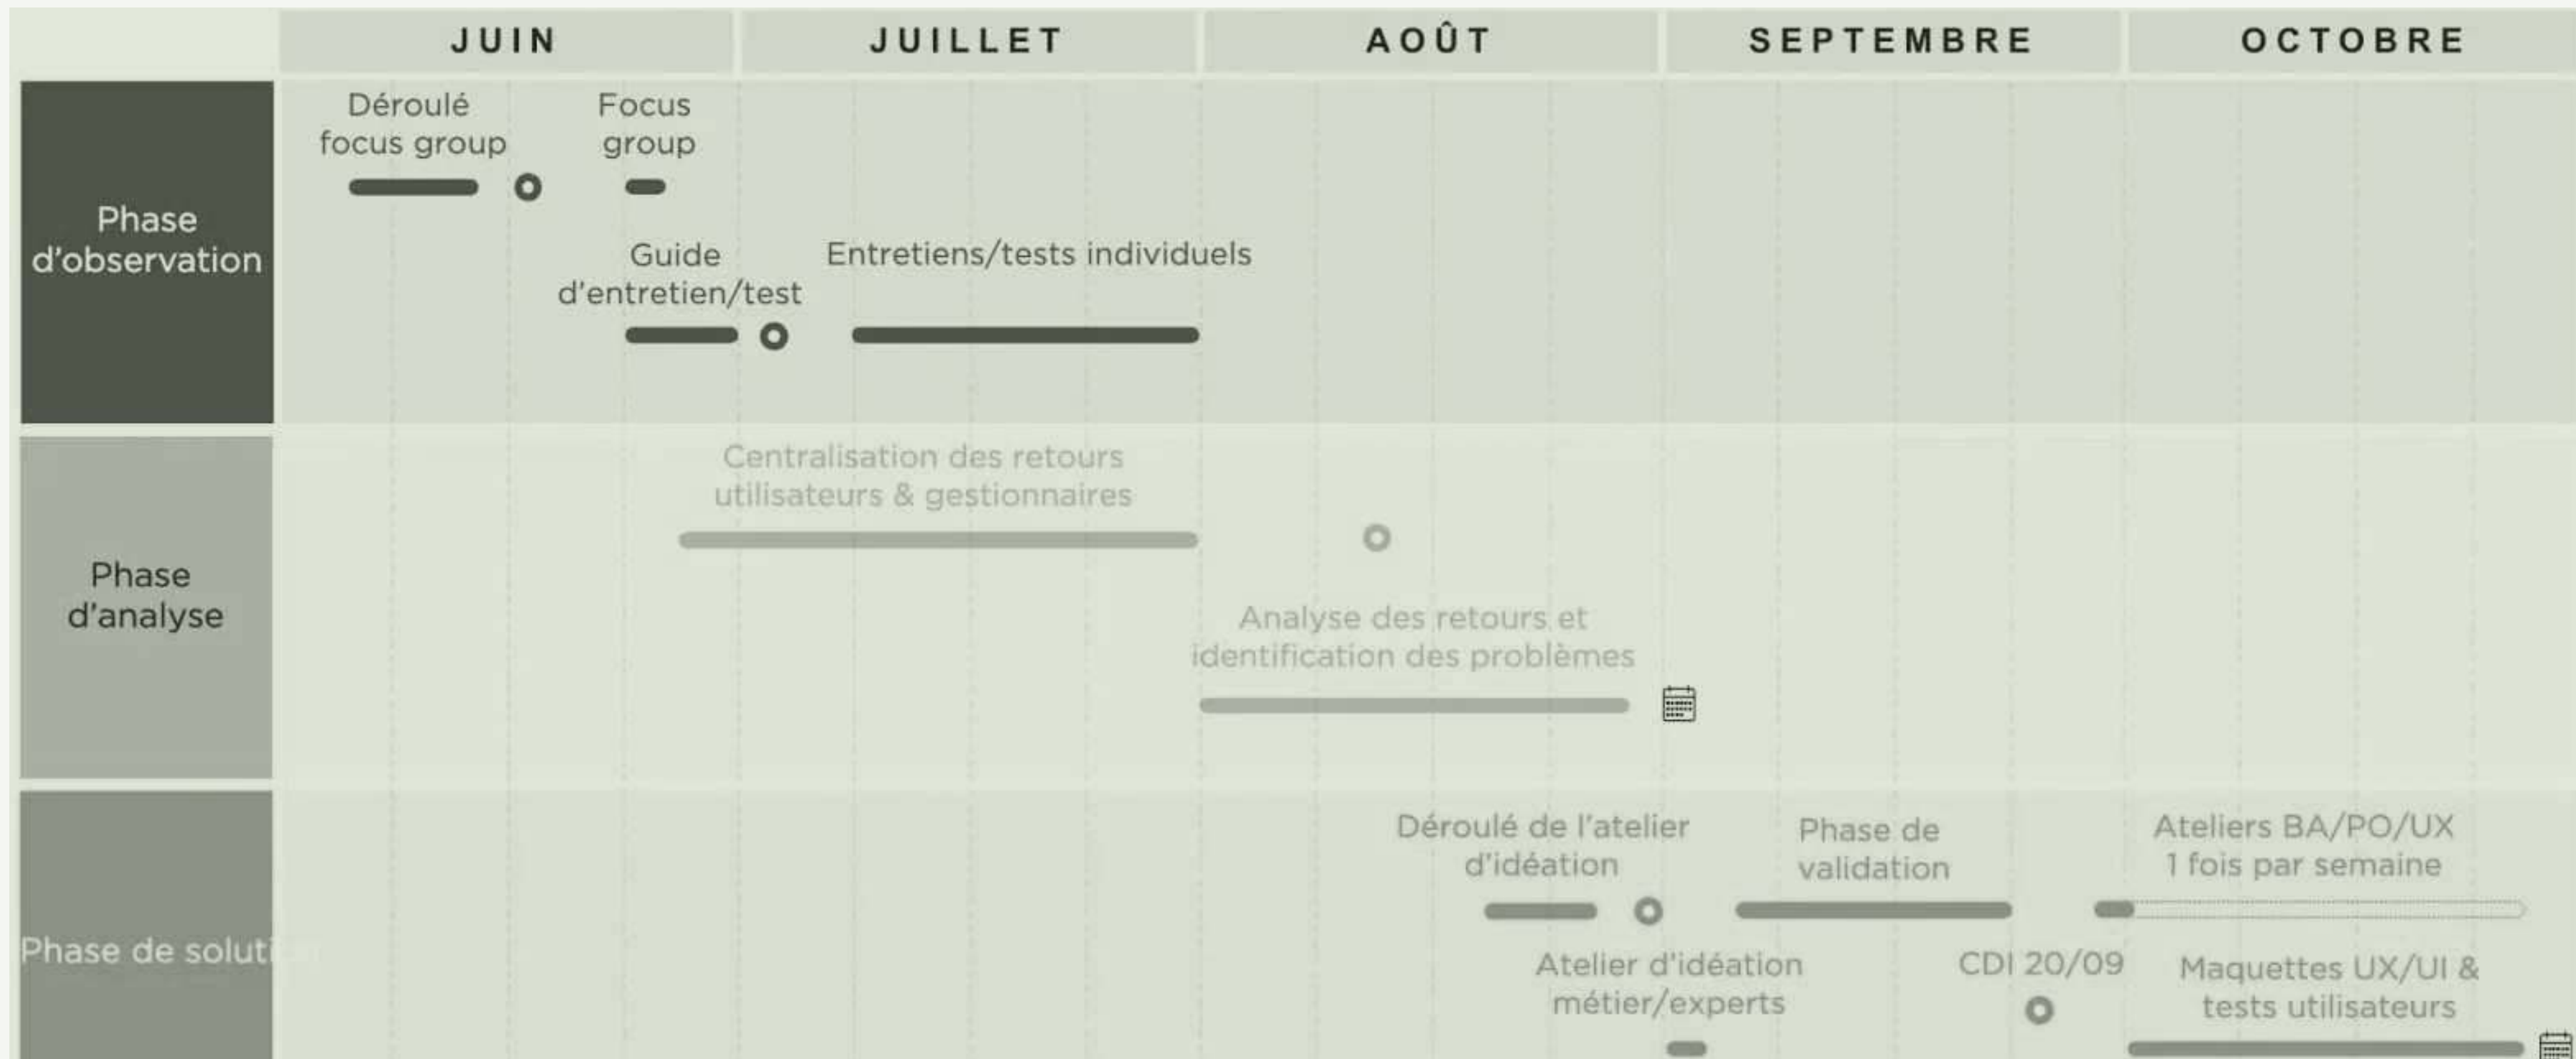 JUIN
JUILLET
AOÛT
SEPTEMBRE
OCTOBRE
Phase
d'observation
Déroulé
focus group
Focus
group
Guide
d'entretien/test
Entretiens/tests individuels
Phase
d'analyse
Centralisation des retours
utilisateurs & gestionnaires
Analyse des retours et
identification des problèmes
Phase de soluti
Déroulé de l'atelier
d'idéation
Phase de
validation
Ateliers BA/PO/UX
1 fois par semaine
Atelier d'idéation
métier/experts
CDI 20/09
Maquettes UX/UI &
tests utilisateurs